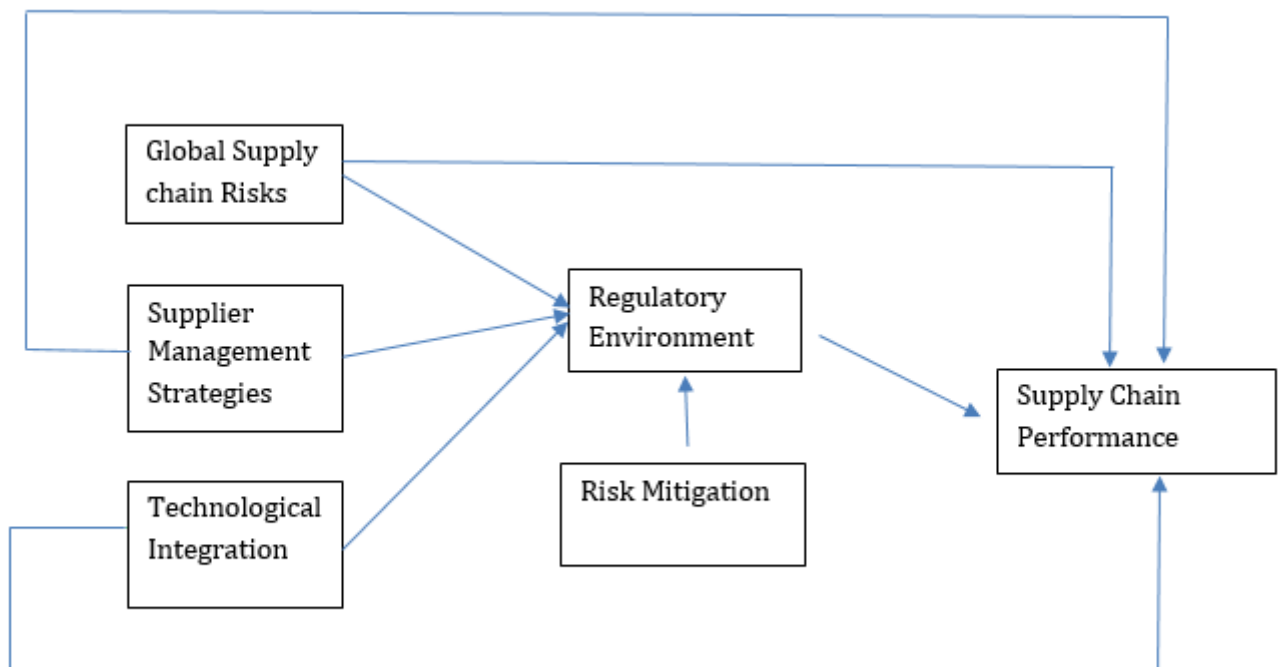 Global Supply
chain Risks
Supplier
Management
Strategies
Technological
Integration
Regulatory
Environment
Risk Mitigation
Supply Chain
Performance